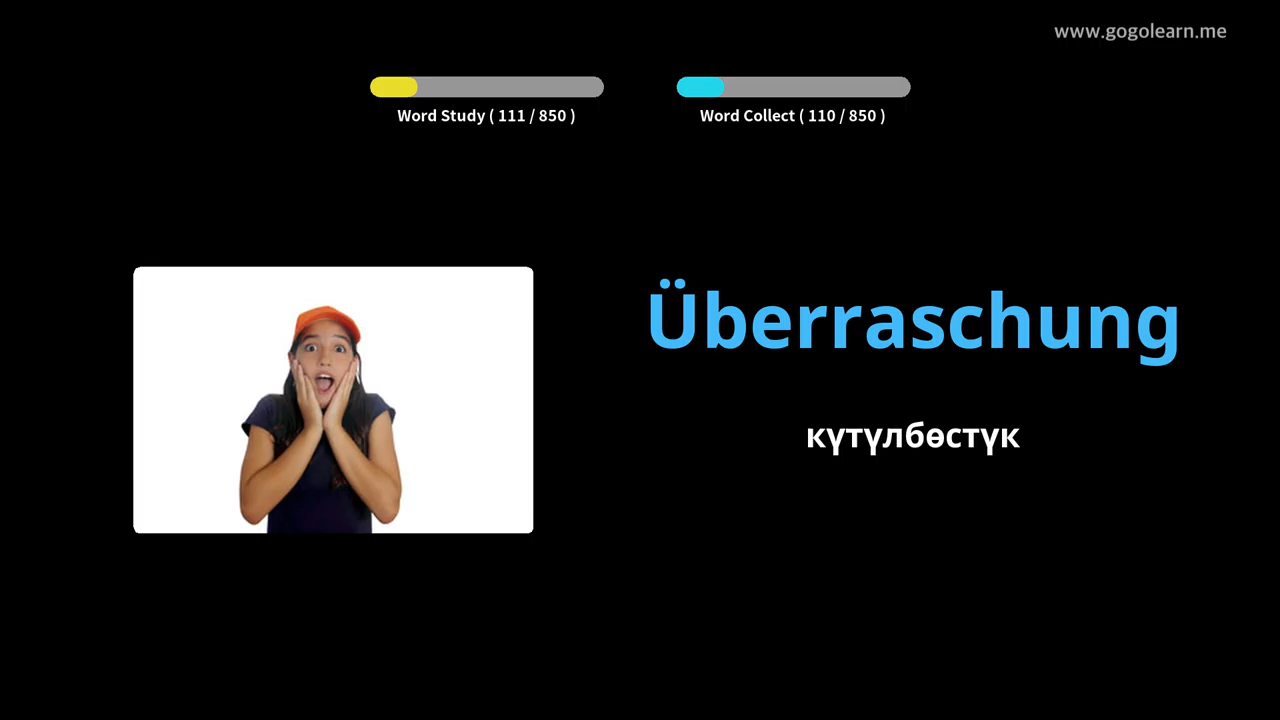 www.gogolearn.me
Word Study ( 111 / 850 )
Word Collect ( 110 / 850 )
Überraschung
күтүлбөстүк